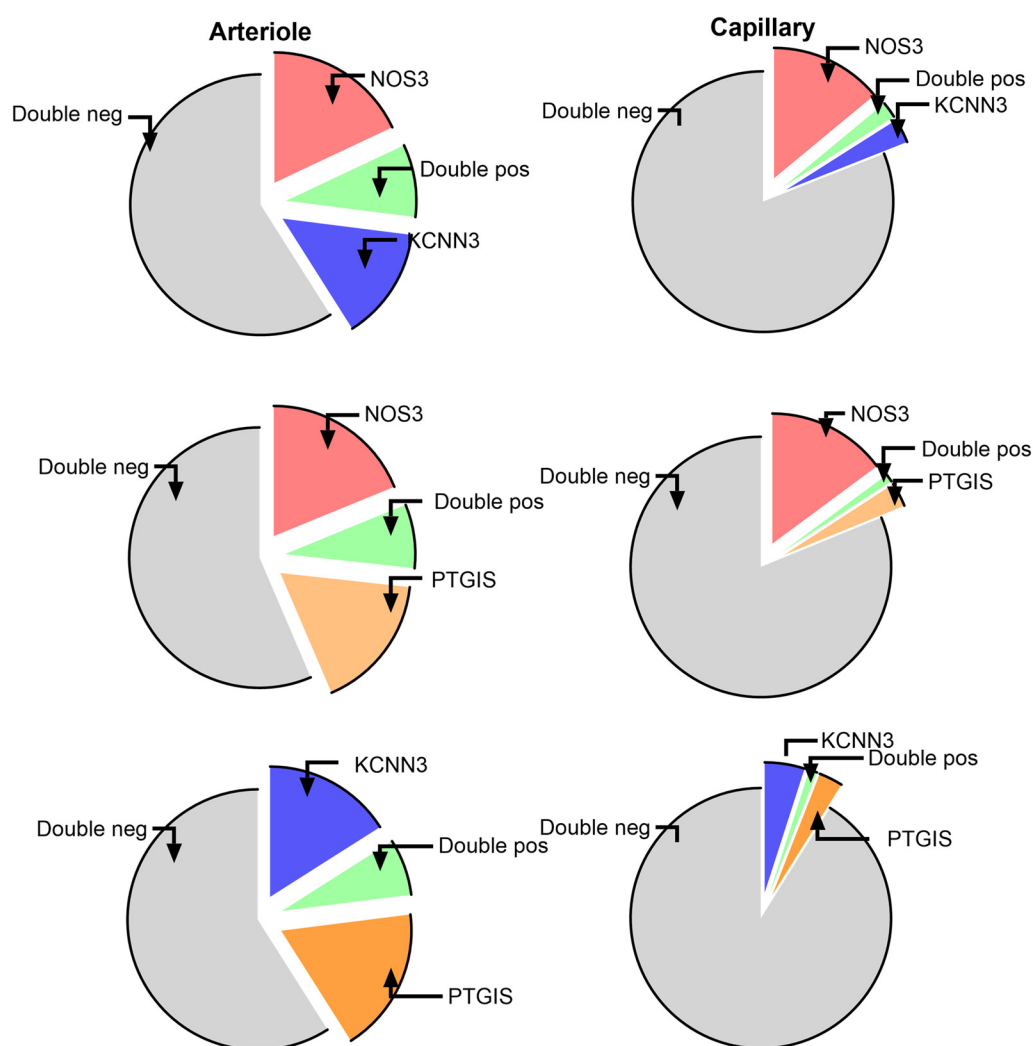 Arteriole
Capillary
NOS3
Double neg
Double pos
KCNN3
NOS3
Double pos
KCNN3
Double neg
NOS3
Double neg
Double pos
PTGIS
NOS3
Double pos
PTGIS
Double neg
KCNN3
Double neg
Double pos
PTGIS
KCNN3
Double pos
Double neg
PTGIS